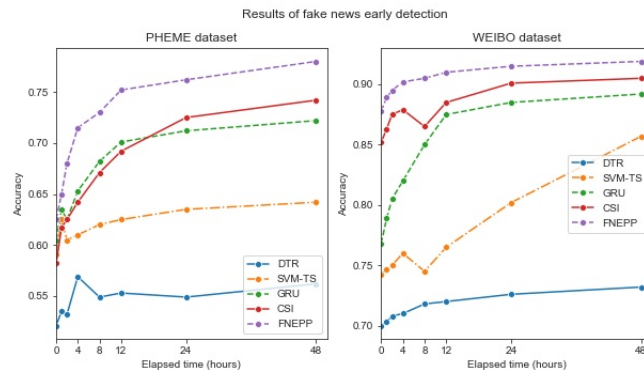 Results of fake news early detection
PHEME dataset
Accuracy
0.75
0.70
0.65
0.60
0.55
0 4 8 12 24 48
Elapsed time (hours)
DTR
SVM-TS
GRU
CSI
FNEPP
WEIBO dataset
Accuracy
0.90
0.85
0.80
0.75
0.70
0 4 8 12 24 48
Elapsed time (hours)
DTR
SVM-TS
GRU
CSI
FNEPP